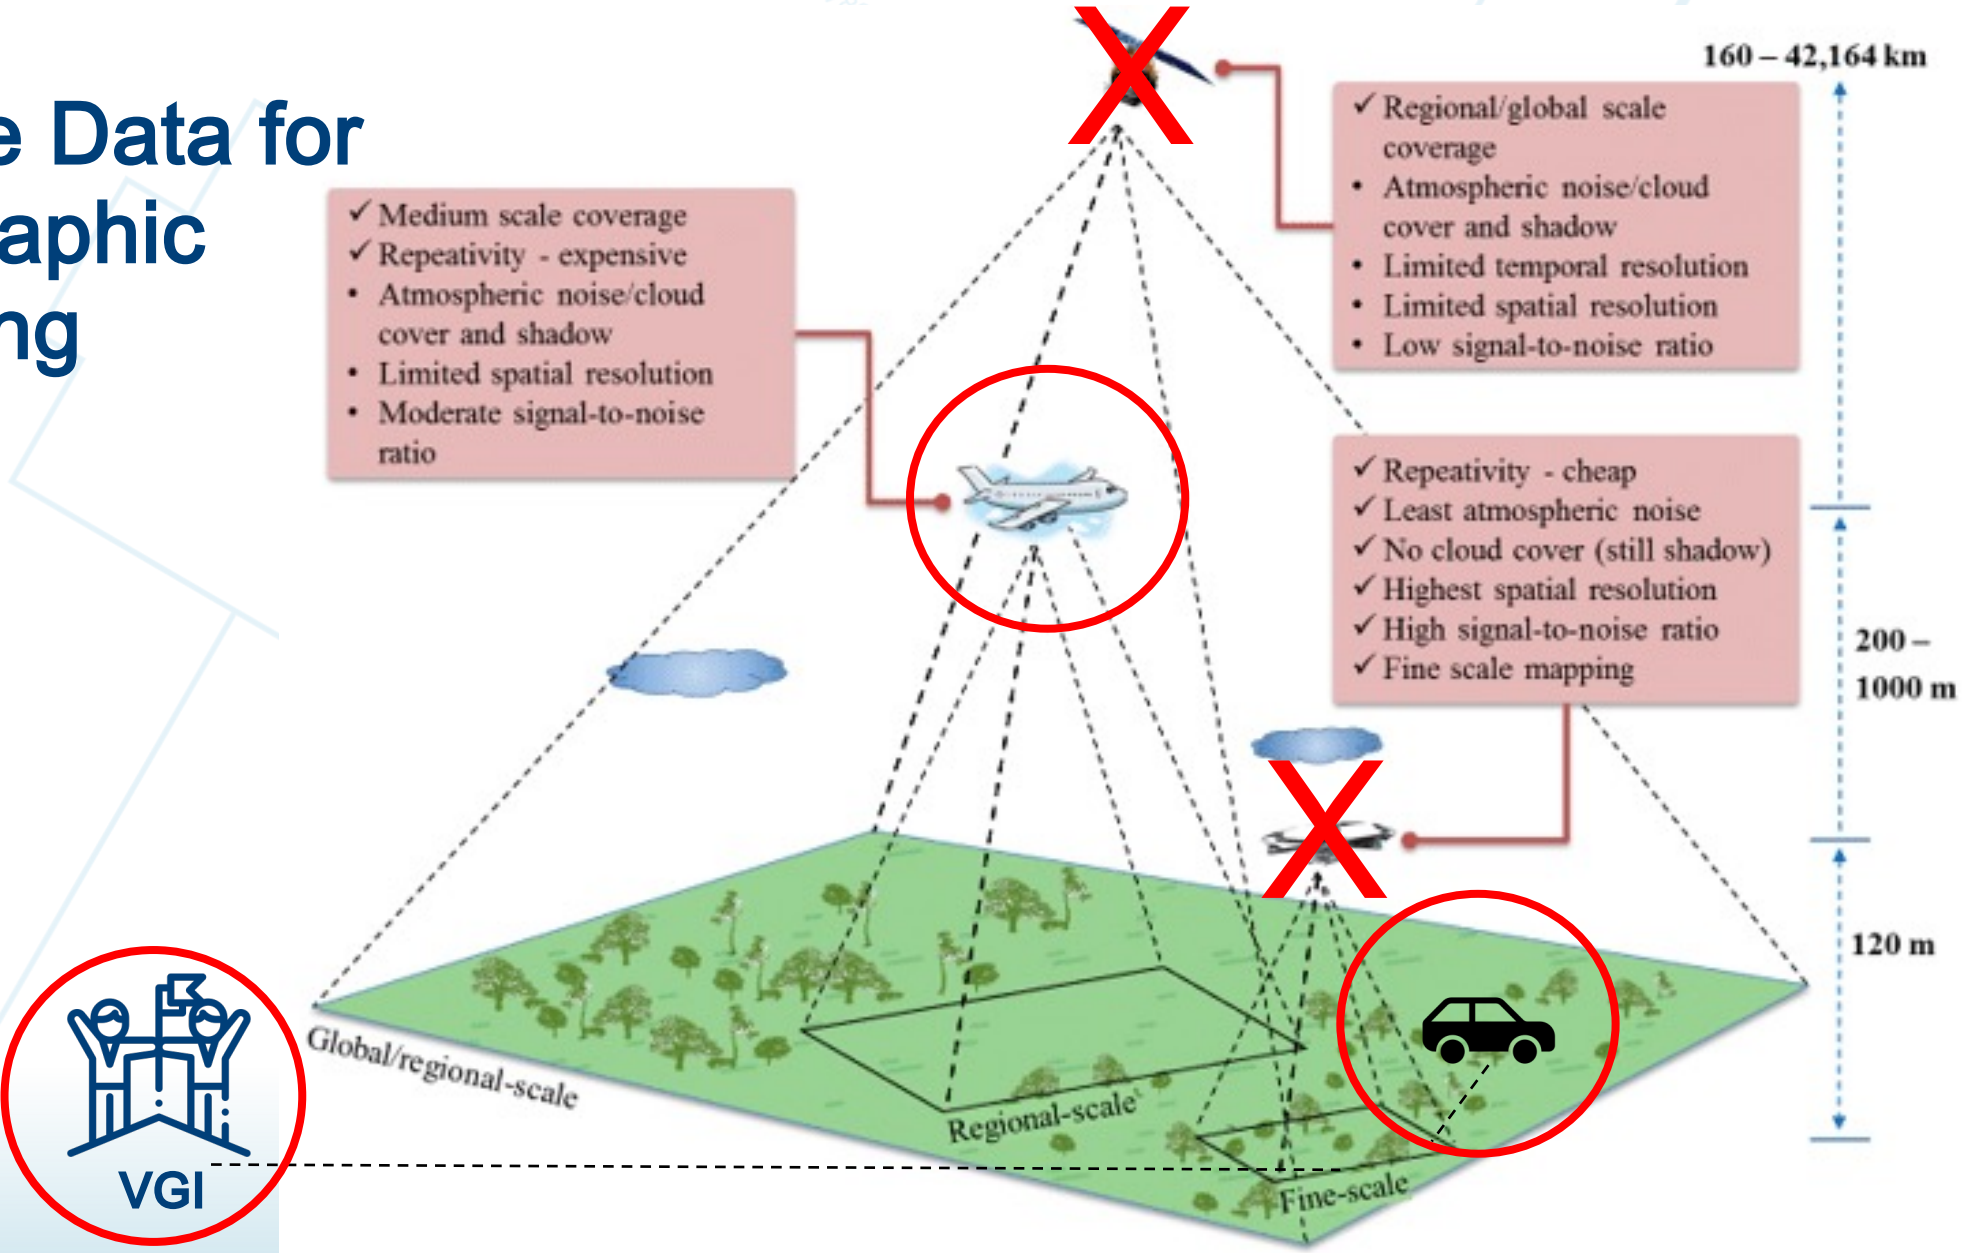 e Data for
aphic
ng
160 – 42,164 km
✓ Regional/global scale
coverage
• Atmospheric noise/cloud
cover and shadow
• Limited temporal resolution
• Limited spatial resolution
• Low signal-to-noise ratio
✓ Medium scale coverage
✓ Repeativity - expensive
• Atmospheric noise/cloud
cover and shadow
• Limited spatial resolution
• Moderate signal-to-noise
ratio
✓ Repeativity - cheap
✓ Least atmospheric noise
✓ No cloud cover (still shadow)
✓ Highest spatial resolution
✓ High signal-to-noise ratio
✓ Fine scale mapping
200 –
1000 m
120 m
Global/regional-scale
Regional-scale
Fine-scale
VGI